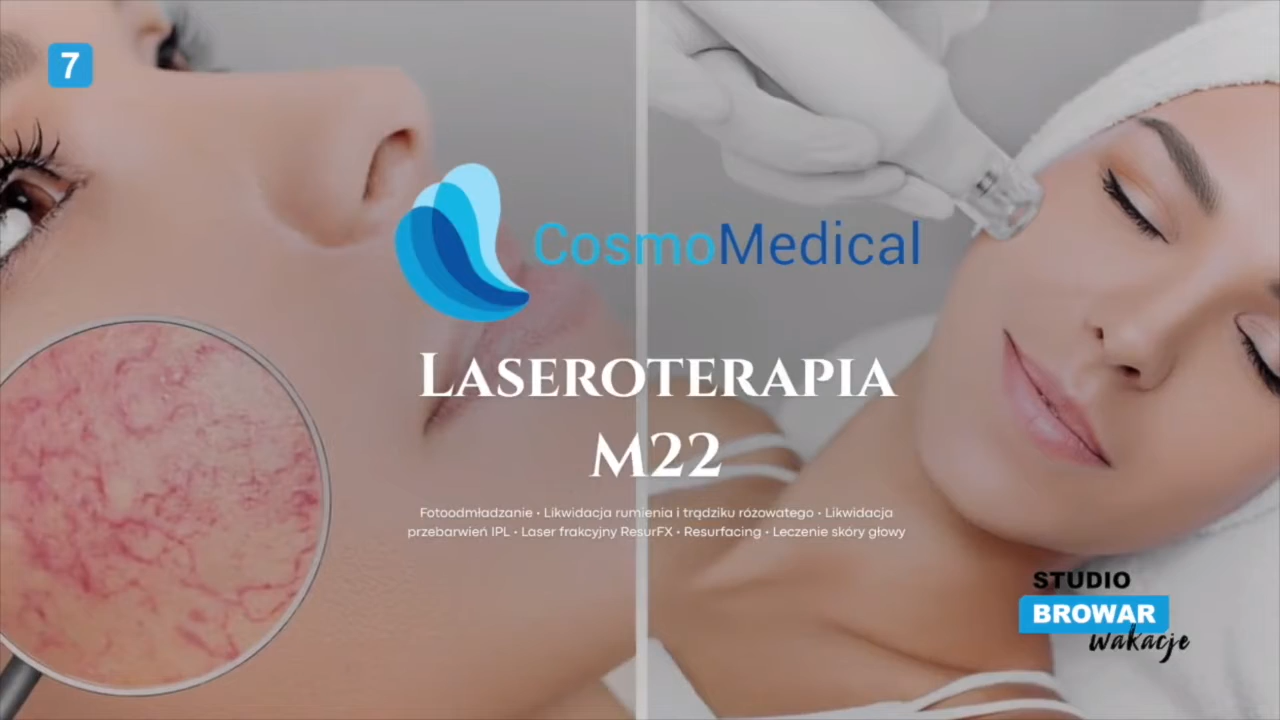 7
CosmoMedical
LASEROTERAPIA
M22
Fotoodmładzanie • Likwidacja rumienia i trądziku różowatego • Likwidacja
przebarwień IPL • Laser frakcyjny ResurFX • Resurfacing • Leczenie skóry głowy
STUDIO
BROWAR
wakacje